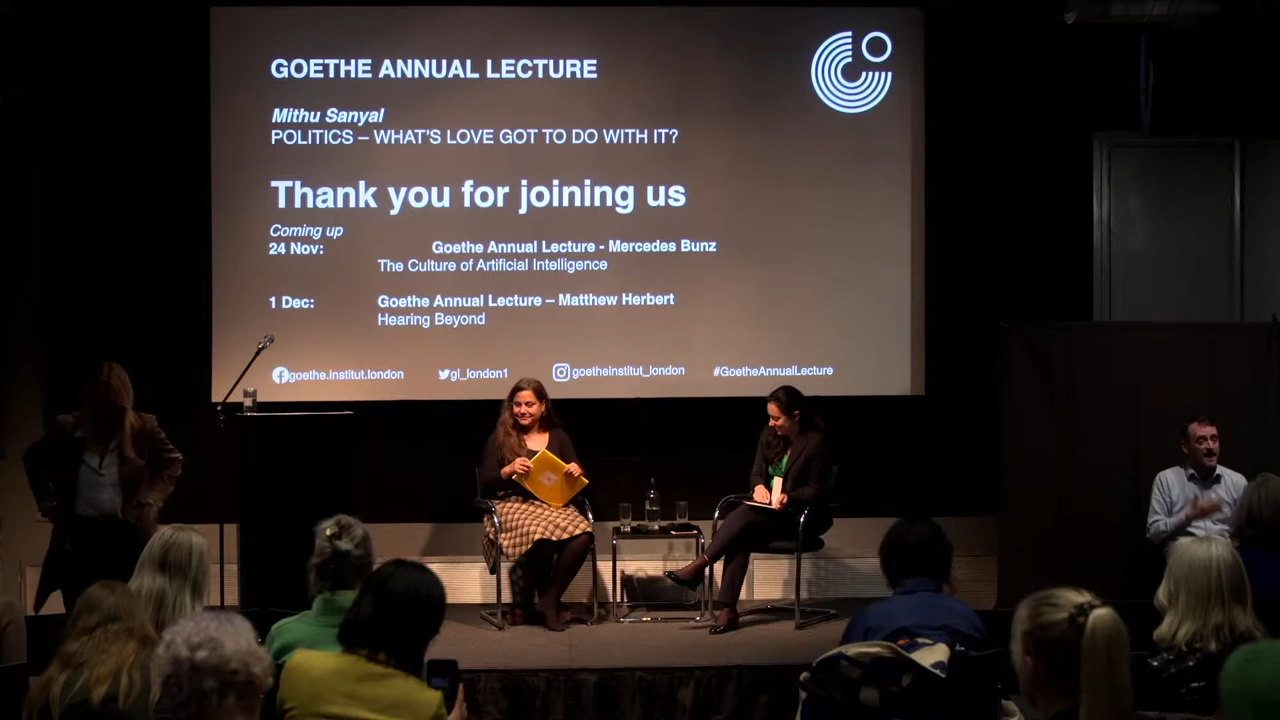 GOETHE ANNUAL LECTURE
Mithu Sanyal
POLITICS – WHAT'S LOVE GOT TO DO WITH IT?
Thank you for joining us
Coming up
24 Nov: Goethe Annual Lecture - Mercedes Bunz
The Culture of Artificial Intelligence
1 Dec: Goethe Annual Lecture – Matthew Herbert
Hearing Beyond
goethe.institut.london gi_london1 goetheinstitut_london #GoetheAnnualLecture